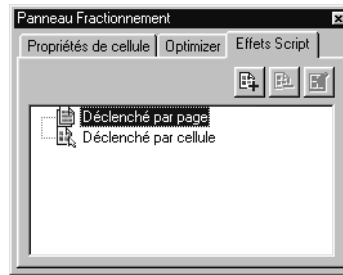 Panneau Fractionnement
Propriétés de cellule Optimizer Effets Script
Déclenché par page
Déclenché par cellule